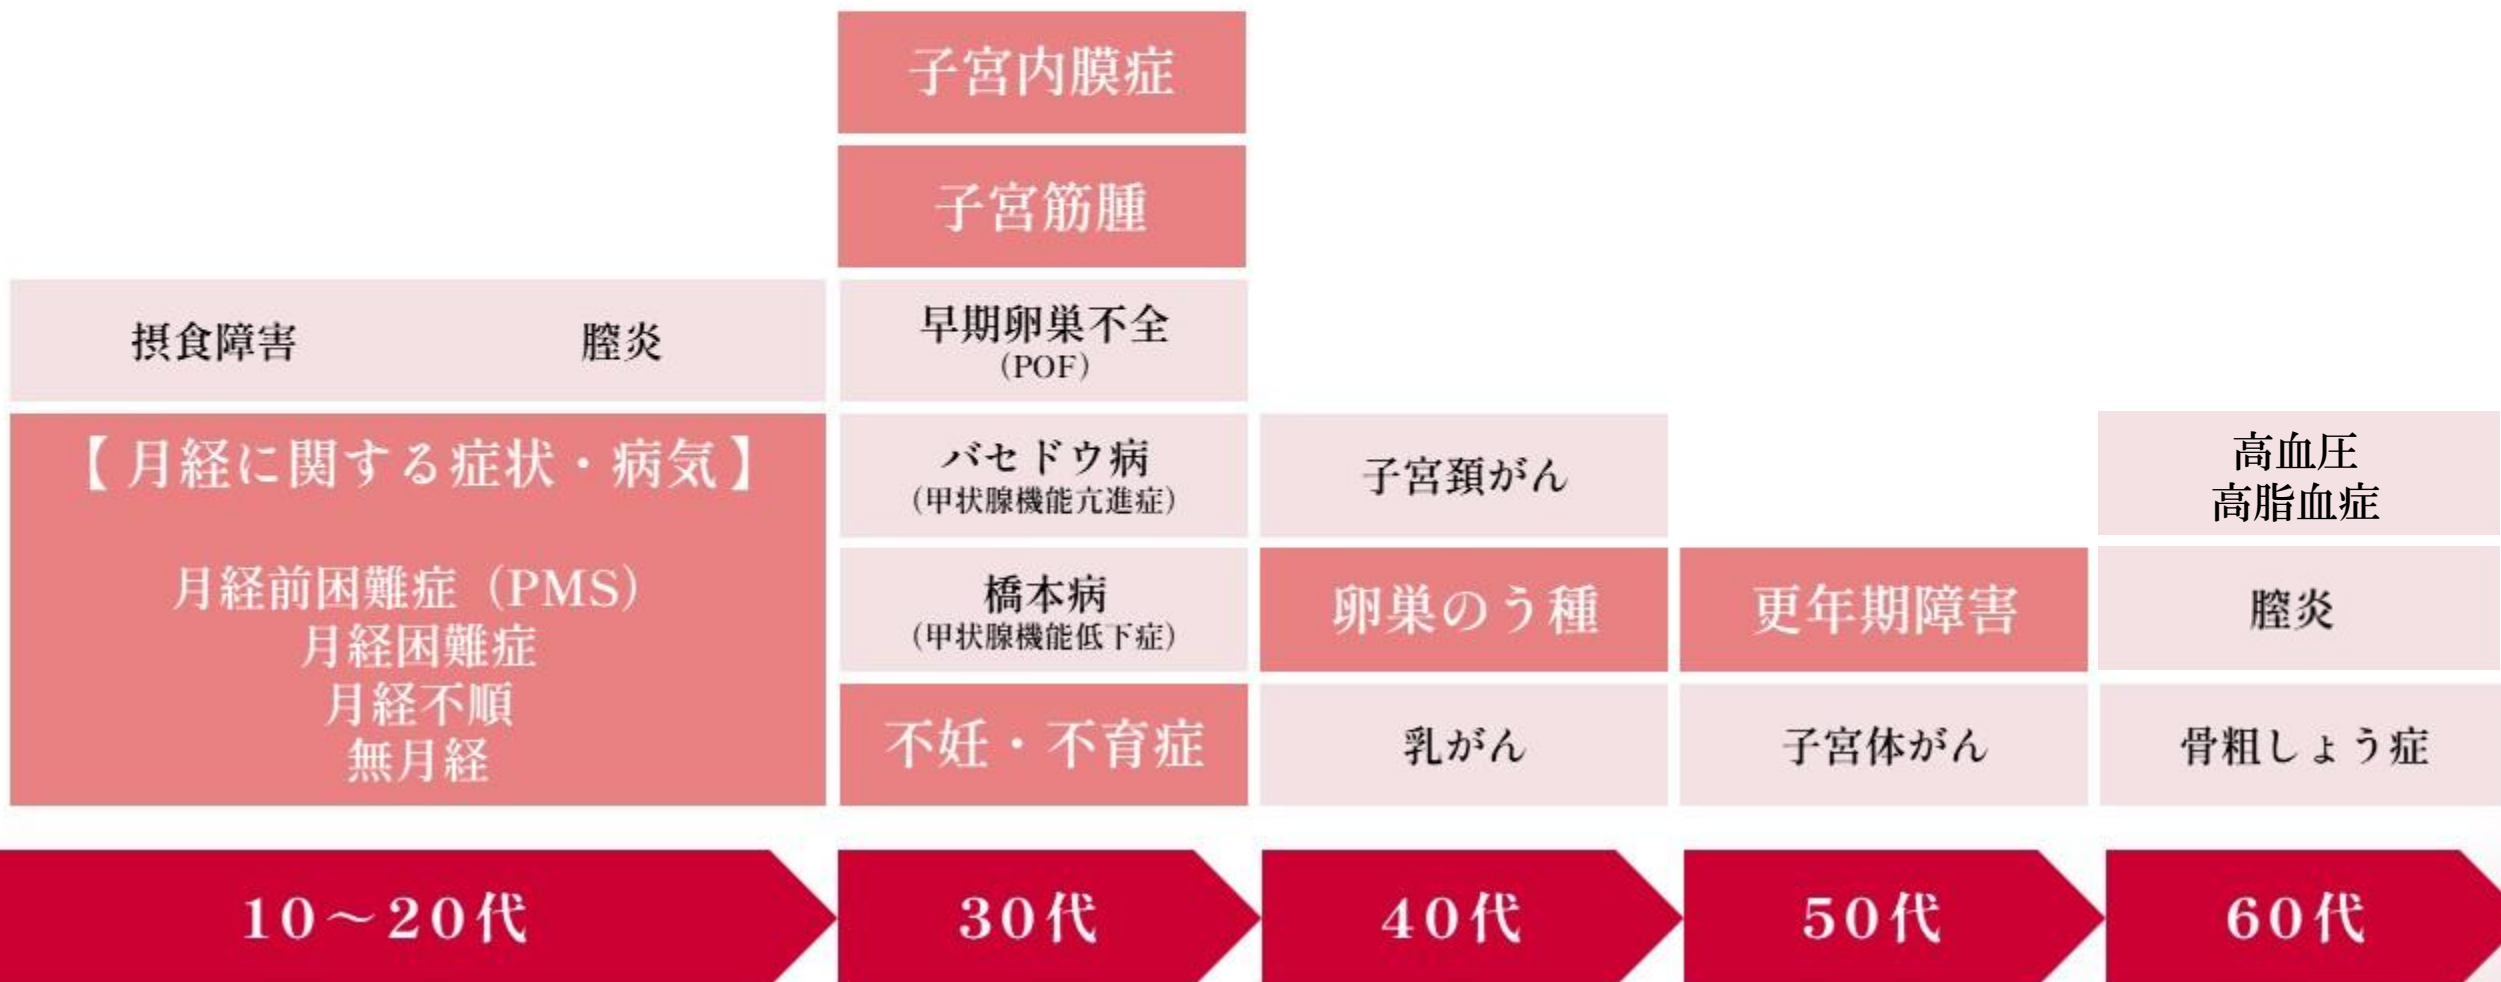 子宮内膜症
子宮筋腫
摂食障害
膣炎
早期卵巣不全
（POF）
【月経に関する症状・病気】
月経前困難症（PMS）
月経困難症
月経不順
無月経
バセドウ病
（甲状腺機能亢進症）
子宮頚がん
高血圧
高脂血症
橋本病
（甲状腺機能低下症）
卵巣のう種
更年期障害
膣炎
不妊・不育症
乳がん
子宮体がん
骨粗しょう症
10～20代
30代
40代
50代
60代